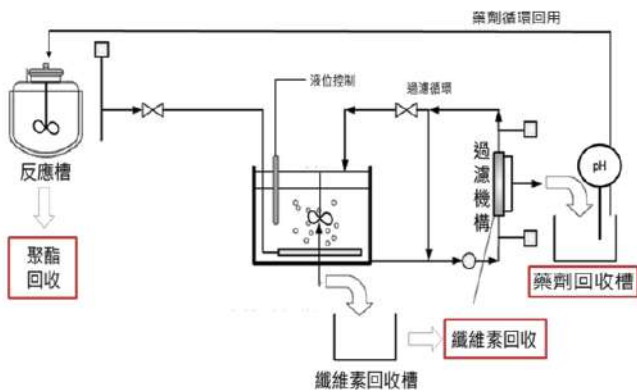 藥劑循環回用
液位控制
過濾循環
反應槽
過濾機構
pH
聚酯
回收
藥劑回收槽
纖維素回收
纖維素回收槽